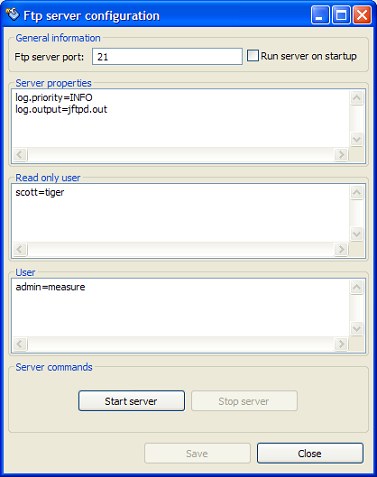 Ftp server configuration
General information
Ftp server port: 21 Run server on startup
Server properties
log.priority=INFO
log.output=jftpd.out
Read only user
scott=tiger
User
admin=measure
Server commands
Start server Stop server
Save Close